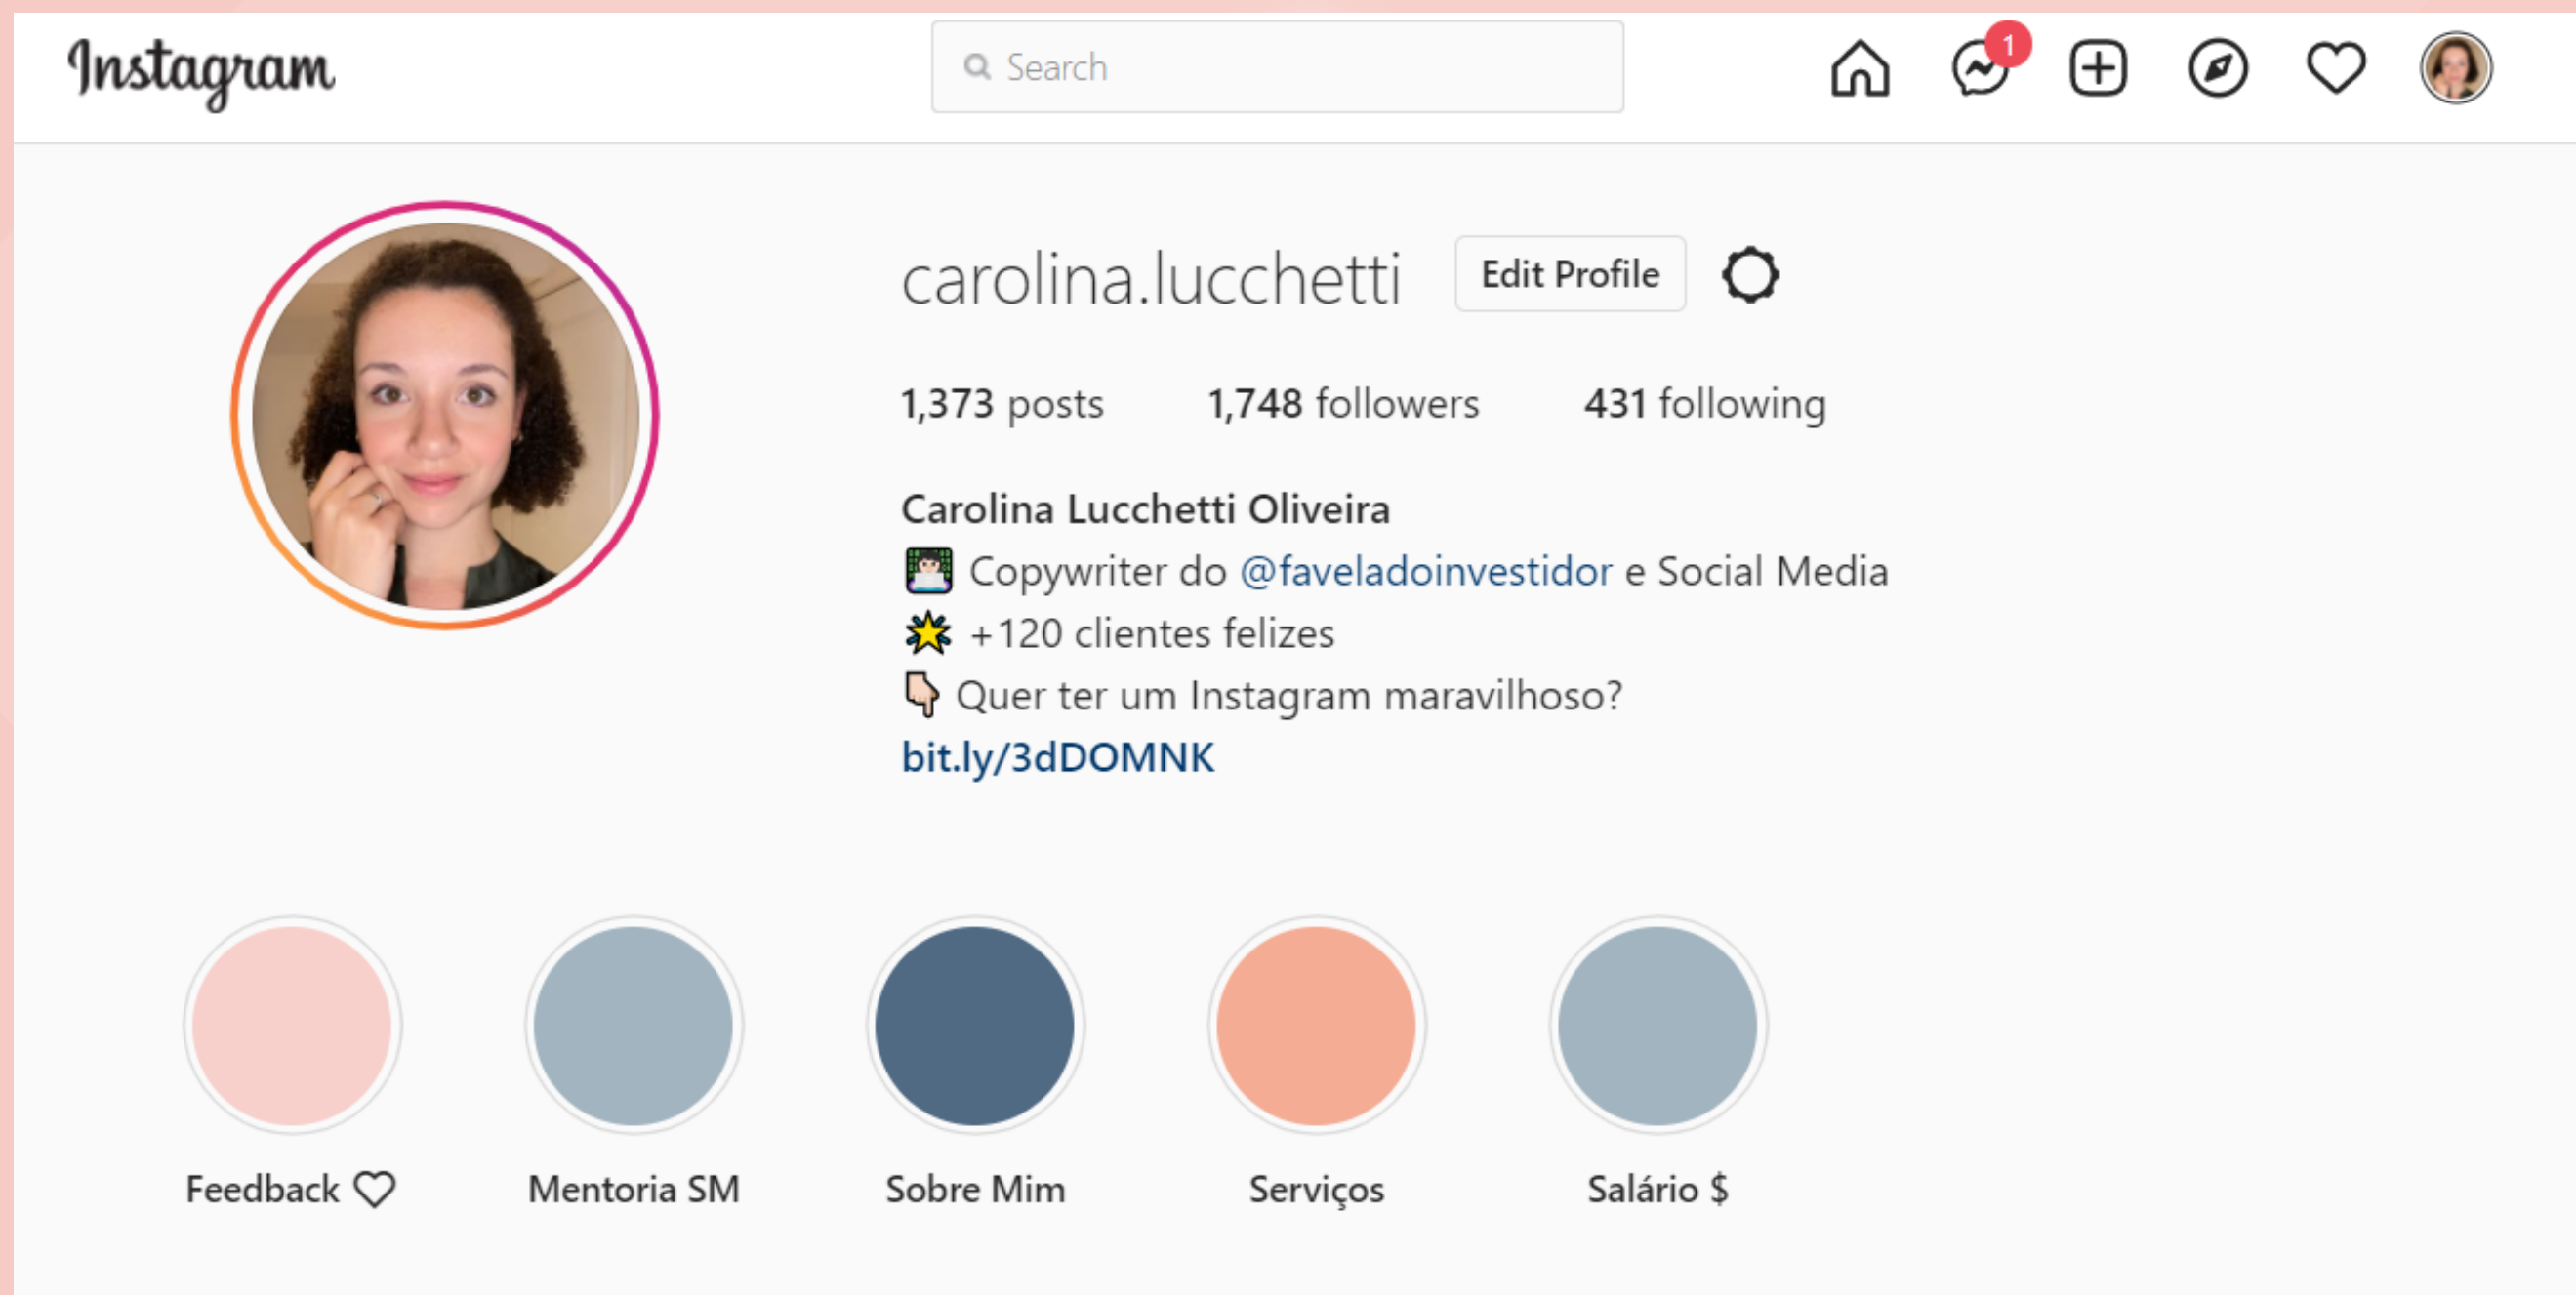 Instagram
Search
1
carolina.lucchetti
Edit Profile
1,373 posts 1,748 followers 431 following
Carolina Lucchetti Oliveira
👩🏻‍💻 Copywriter do @faveladoinvestidor e Social Media
🌟 +120 clientes felizes
👇🏻 Quer ter um Instagram maravilhoso?
bit.ly/3dDOMNK
Feedback ♡ Mentoria SM Sobre Mim Serviços Salário $